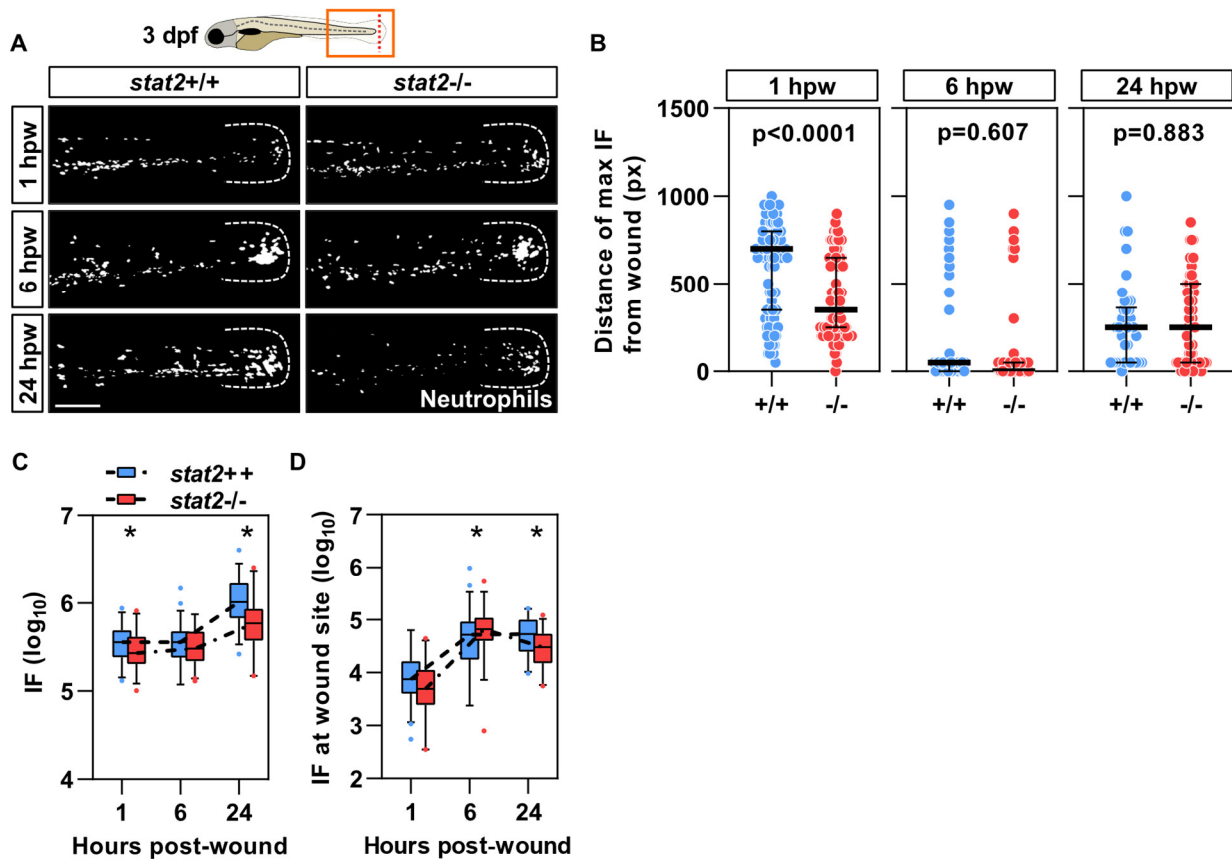 3 dpf
A
stat2+/+
stat2-/-
1 hpw
6 hpw
24 hpw
Neutrophils
B
1 hpw
6 hpw
24 hpw
p<0.0001
p=0.607
p=0.883
Distance of max IF
from wound (px)
1500
1000
500
0
+/+
-/-
+/+
-/-
+/+
-/-
C
stat2++
stat2-/-
IF (log10)
7
6
5
4
*
*
1
6
24
Hours post-wound
D
IF at wound site (log10)
7
6
5
4
3
2
*
*
1
6
24
Hours post-wound